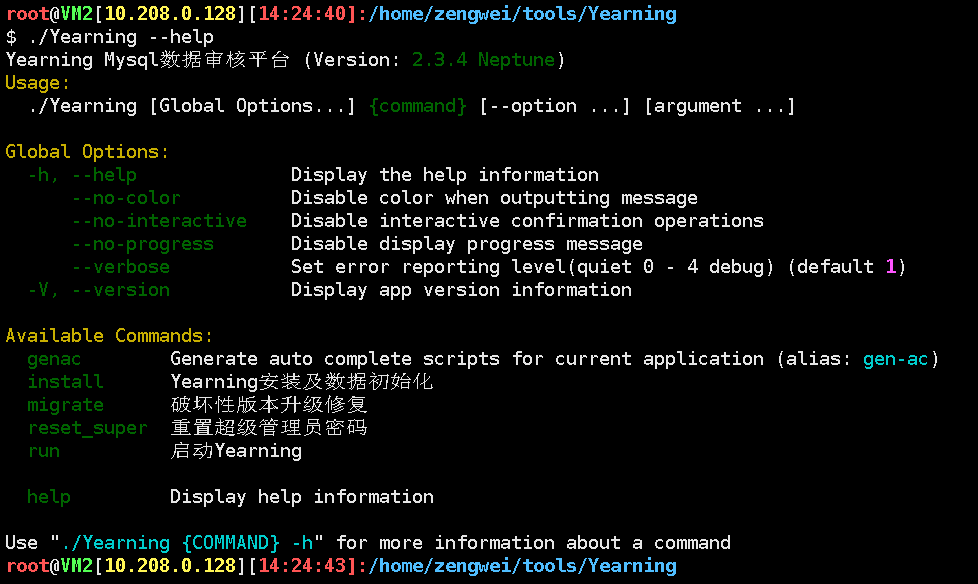 root@VM2[10.208.0.128][14:24:40]:/home/zengwei/tools/Yearning
$ ./Yearning --help
Yearning Mysql数据审核平台 (Version: 2.3.4 Neptune)
Usage:
  ./Yearning [Global Options...] {command} [--option ...] [argument ...]

Global Options:
  -h, --help              Display the help information
      --no-color          Disable color when outputting message
      --no-interactive    Disable interactive confirmation operations
      --no-progress       Disable display progress message
      --verbose           Set error reporting level(quiet 0 - 4 debug) (default 1)
  -V, --version           Display app version information

Available Commands:
  genac        Generate auto complete scripts for current application (alias: gen-ac)
  install      Yearning安装及数据初始化
  migrate      破坏性版本升级修复
  reset_super  重置超级管理员密码
  run          启动Yearning

  help         Display help information

Use "./Yearning {COMMAND} -h" for more information about a command
root@VM2[10.208.0.128][14:24:43]:/home/zengwei/tools/Yearning